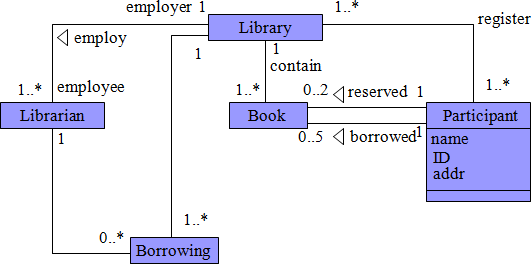 employer 1
Library
1..*
register
employ
1
1
contain
1..*
employee
1..*
0..2
reserved
1
1..*
Librarian
Book
Participant
1
0..5
borrowed
1
name
ID
addr
1..*
0..*
Borrowing